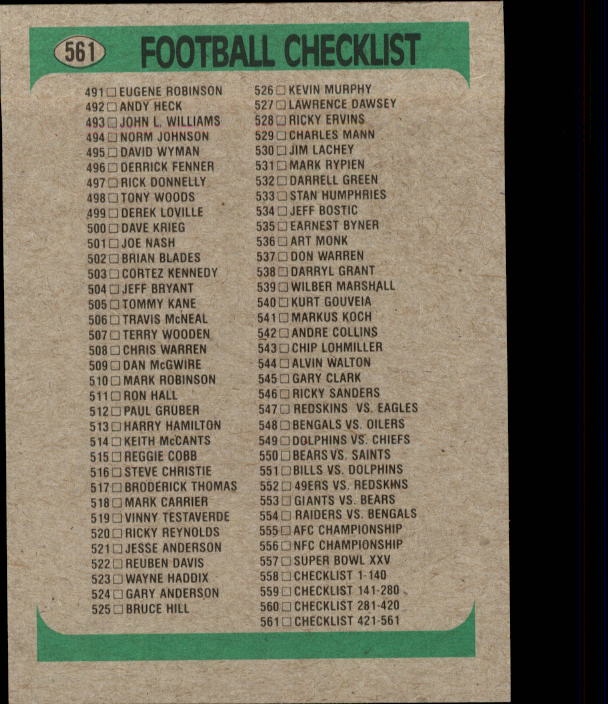 561 FOOTBALL CHECKLIST
491 EUGENE ROBINSON
492 ANDY HECK
493 JOHN L. WILLIAMS
494 NORM JOHNSON
495 DAVID WYMAN
496 DERRICK FENNER
497 RICK DONNELLY
498 TONY WOODS
499 DEREK LOVILLE
500 DAVE KRIEG
501 JOE NASH
502 BRIAN BLADES
503 CORTEZ KENNEDY
504 JEFF BRYANT
505 TOMMY KANE
506 TRAVIS McNEAL
507 TERRY WOODEN
508 CHRIS WARREN
509 DAN McGWIRE
510 MARK ROBINSON
511 RON HALL
512 PAUL GRUBER
513 HARRY HAMILTON
514 KEITH McCANTS
515 REGGIE COBB
516 STEVE CHRISTIE
517 BRODERICK THOMAS
518 MARK CARRIER
519 VINNY TESTAVERDE
520 RICKY REYNOLDS
521 JESSE ANDERSON
522 REUBEN DAVIS
523 WAYNE HADDIX
524 GARY ANDERSON
525 BRUCE HILL
526 KEVIN MURPHY
527 LAWRENCE DAWSEY
528 RICKY ERVINS
529 CHARLES MANN
530 JIM LACHEY
531 MARK RYPIEN
532 DARRELL GREEN
533 STAN HUMPHRIES
534 JEFF BOSTIC
535 EARNEST BYNER
536 ART MONK
537 DON WARREN
538 DARRYL GRANT
539 WILBER MARSHALL
540 KURT GOUVEIA
541 MARKUS KOCH
542 ANDRE COLLINS
543 CHIP LOHMILLER
544 ALVIN WALTON
545 GARY CLARK
546 RICKY SANDERS
547 REDSKINS VS. EAGLES
548 BENGALS VS. OILERS
549 DOLPHINS VS. CHIEFS
550 BEARS VS. SAINTS
551 BILLS VS. DOLPHINS
552 49ERS VS. REDSKINS
553 GIANTS VS. BEARS
554 RAIDERS VS. BENGALS
555 AFC CHAMPIONSHIP
556 NFC CHAMPIONSHIP
557 SUPER BOWL XXV
558 CHECKLIST 1-140
559 CHECKLIST 141-280
560 CHECKLIST 281-420
561 CHECKLIST 421-561